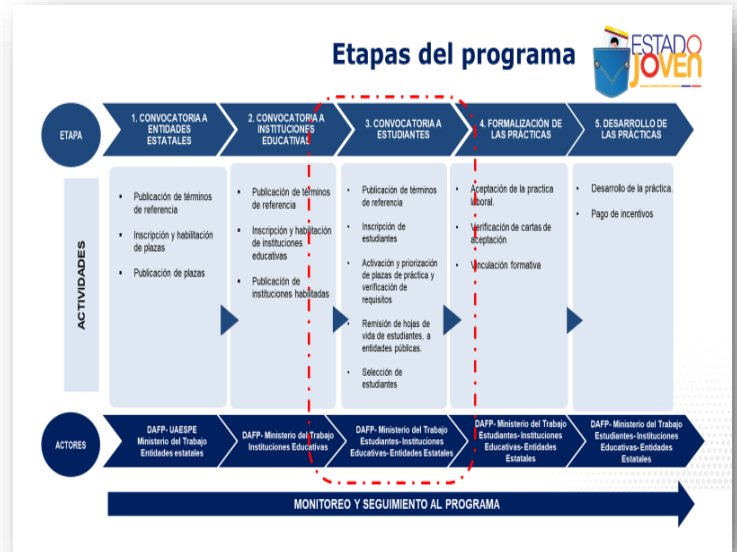 Etapas del programa
ESTADO
JOVEN
ETAPA
1. CONVOCATORIA A
ENTIDADES
ESTATALES
2. CONVOCATORIA A
INSTITUCIONES
EDUCATIVAS
3. CONVOCATORIA A
ESTUDIANTES
4. FORMALIZACIÓN DE
LAS PRÁCTICAS
5. DESARROLLO DE
LAS PRÁCTICAS
ACTIVIDADES
▪ Publicación de términos
de referencia
▪ Inscripción y habilitación
de plazas
▪ Publicación de plazas
▪ Publicación de términos
de referencia
▪ Inscripción y habilitación
de instituciones
educativas
▪ Publicación de
instituciones habilitadas
• Publicación de términos
de referencia
• Inscripción de
estudiantes
• Activación y priorización
de plazas de práctica y
verificación de
requisitos
• Remisión de hojas de
vida de estudiantes, a
entidades públicas.
• Selección de
estudiantes
• Aceptación de la practica
laboral.
• Verificación de cartas de
aceptación
• Vinculación formativa
• Desarrollo de la práctica.
• Pago de incentivos
ACTORES
DAFP- UAESPE
Ministerio del Trabajo
Entidades estatales
DAFP- Ministerio del Trabajo
Instituciones Educativas
DAFP- Ministerio del Trabajo
Estudiantes-Instituciones
Educativas-Entidades Estatales
DAFP- Ministerio del Trabajo
Estudiantes-Instituciones
Educativas-Entidades
Estatales
DAFP- Ministerio del Trabajo
Estudiantes-Instituciones
Educativas-Entidades
Estatales
MONITOREO Y SEGUIMIENTO AL PROGRAMA